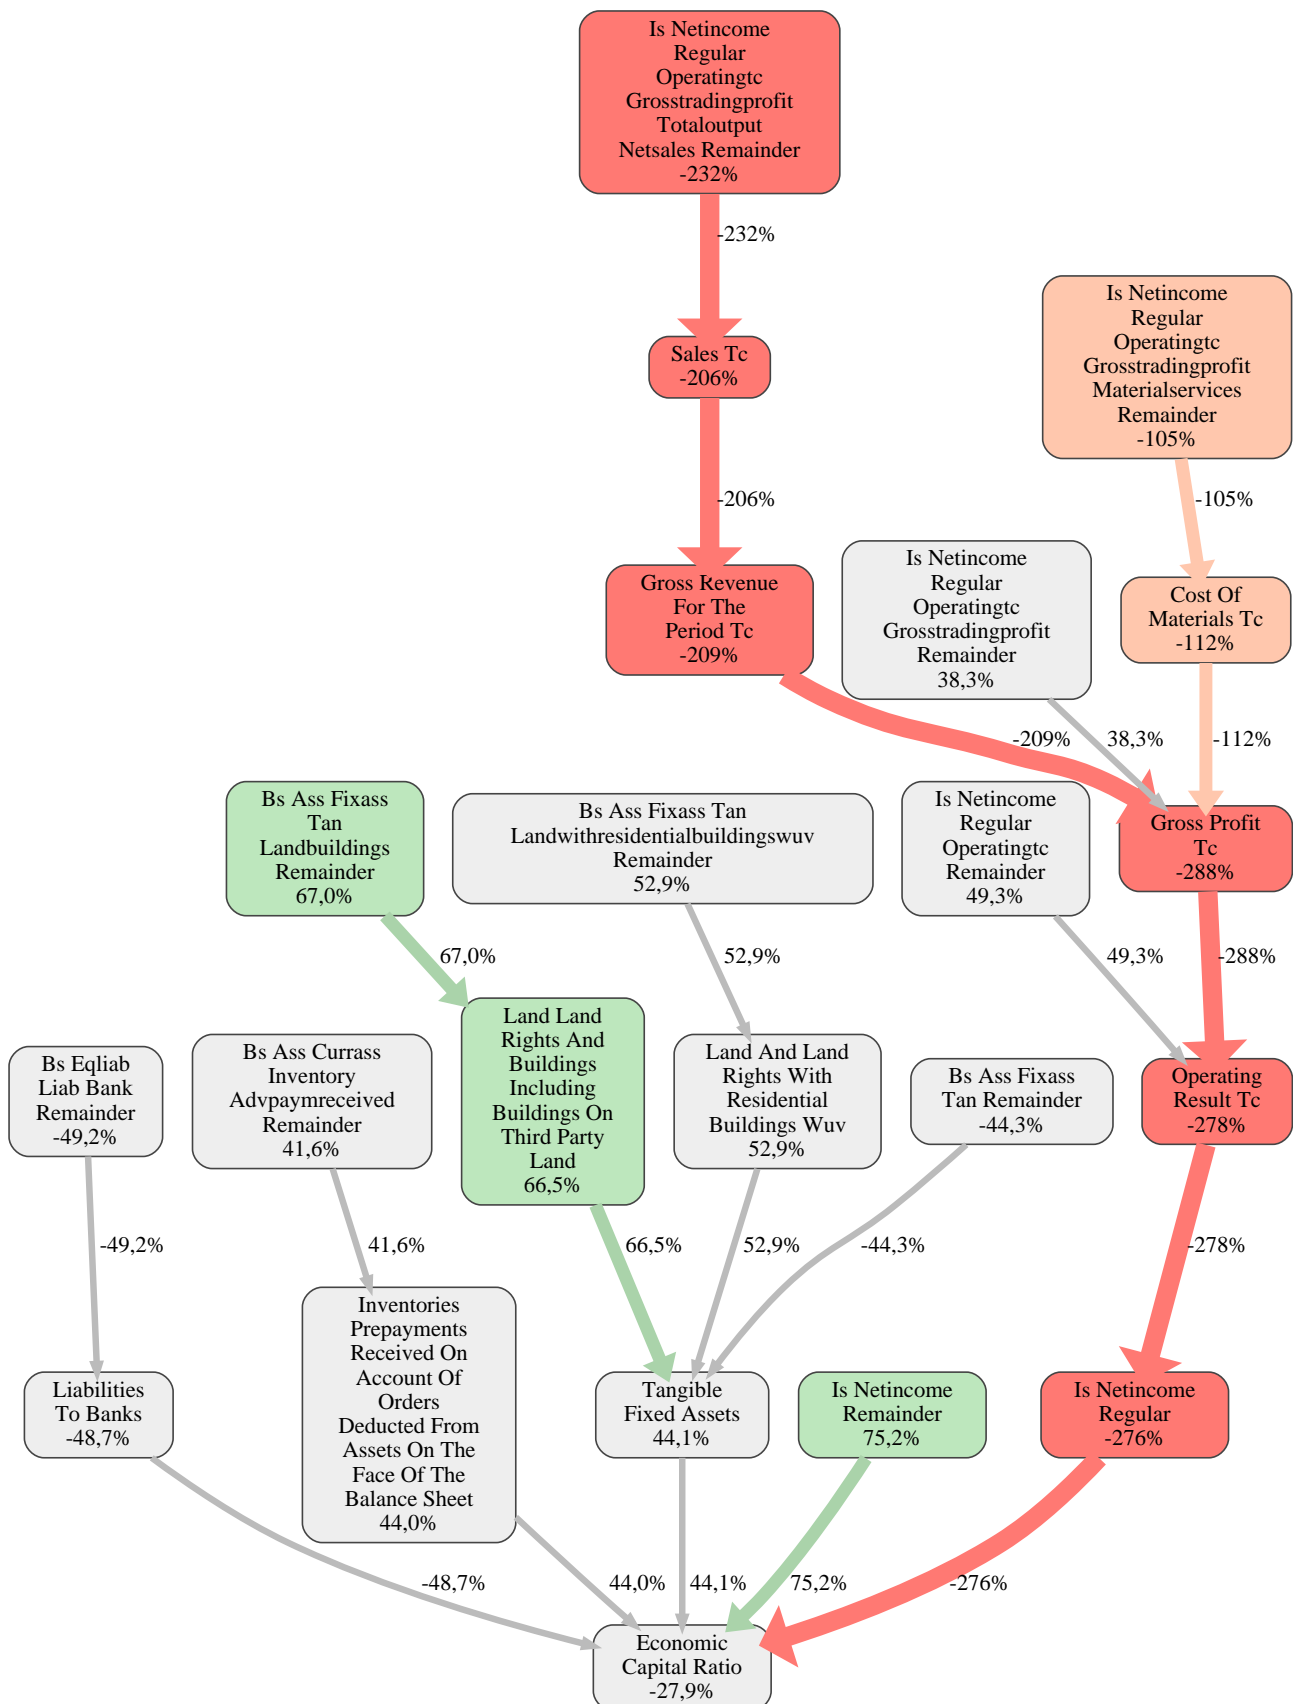 Is Netincome
Regular
Operatingtc
Grosstradingprofit
Totaloutput
Netsales Remainder
-232%
-232%
Is Netincome
Regular
Operatingtc
Grosstradingprofit
Materialservices
Remainder
-105%
Sales Tc
-206%
-206%
-105%
Is Netincome
Regular
Operatingtc
Grosstradingprofit
Remainder
38,3%
Gross Revenue
For The
Period Tc
-209%
Cost Of
Materials Tc
-112%
-209%
38,3%
-112%
Bs Ass Fixass
Tan
Landbuildings
Remainder
67,0%
Bs Ass Fixass Tan
Landwithresidentialbuildingswuv
Remainder
52,9%
Is Netincome
Regular
Operatingtc
Remainder
49,3%
Gross Profit
Tc
-288%
67,0%
52,9%
49,3%
-288%
Bs Eqliab
Liab Bank
Remainder
-49,2%
Bs Ass Currass
Inventory
Advpaymreceived
Remainder
41,6%
Land Land
Rights And
Buildings
Including
Buildings On
Third Party
Land
66,5%
Land And Land
Rights With
Residential
Buildings Wuv
52,9%
Bs Ass Fixass
Tan Remainder
-44,3%
Operating
Result Tc
-278%
-49,2%
41,6%
66,5%
52,9%
-44,3%
-278%
Liabilities
To Banks
-48,7%
Inventories
Prepayments
Received On
Account Of
Orders
Deducted From
Assets On The
Face Of The
Balance Sheet
44,0%
Tangible
Fixed Assets
44,1%
Is Netincome
Remainder
75,2%
Is Netincome
Regular
-276%
-48,7%
44,0%
44,1%
75,2%
-276%
Economic
Capital Ratio
-27,9%